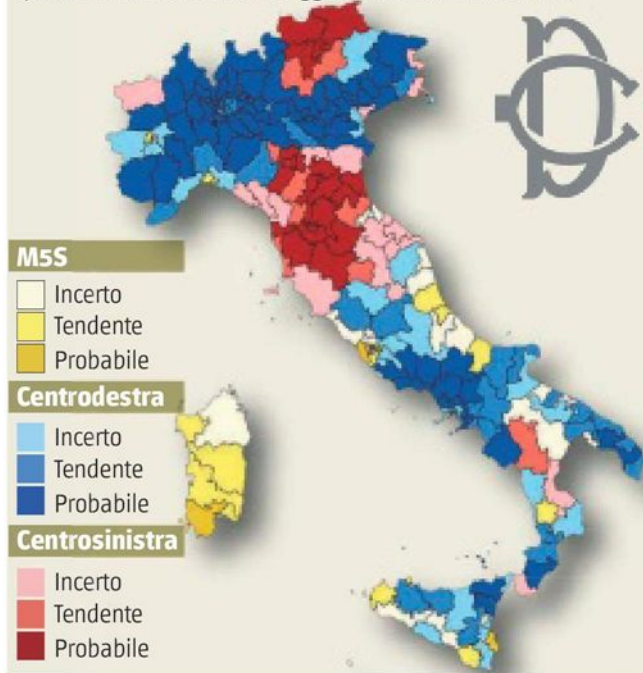 M5S
Incerto
Tendente
Probabile
Centrodestra
Incerto
Tendente
Probabile
Centrosinistra
Incerto
Tendente
Probabile